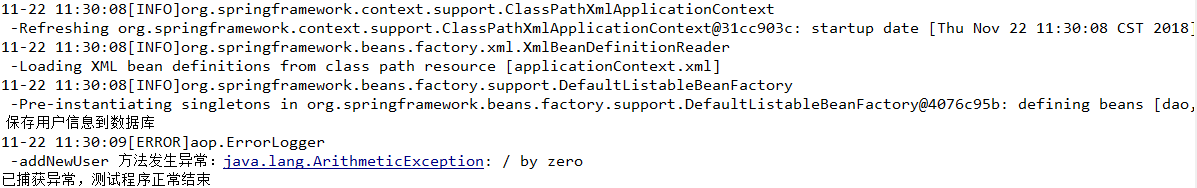 11-22 11:30:08[INFO]org.springframework.context.support.ClassPathXmlApplicationContext
-Refreshing org.springframework.context.support.ClassPathXmlApplicationContext@31cc903c: startup date [Thu Nov 22 11:30:08 CST 2018]
11-22 11:30:08[INFO]org.springframework.beans.factory.xml.XmlBeanDefinitionReader
-Loading XML bean definitions from class path resource [applicationContext.xml]
11-22 11:30:08[INFO]org.springframework.beans.factory.support.DefaultListableBeanFactory
-Pre-instantiating singletons in org.springframework.beans.factory.support.DefaultListableBeanFactory@4076c95b: defining beans [dao,
保存用户信息到数据库
11-22 11:30:09[ERROR]aop.ErrorLogger
-addNewUser 方法发生异常：java.lang.ArithmeticException: / by zero
已捕获异常，测试程序正常结束